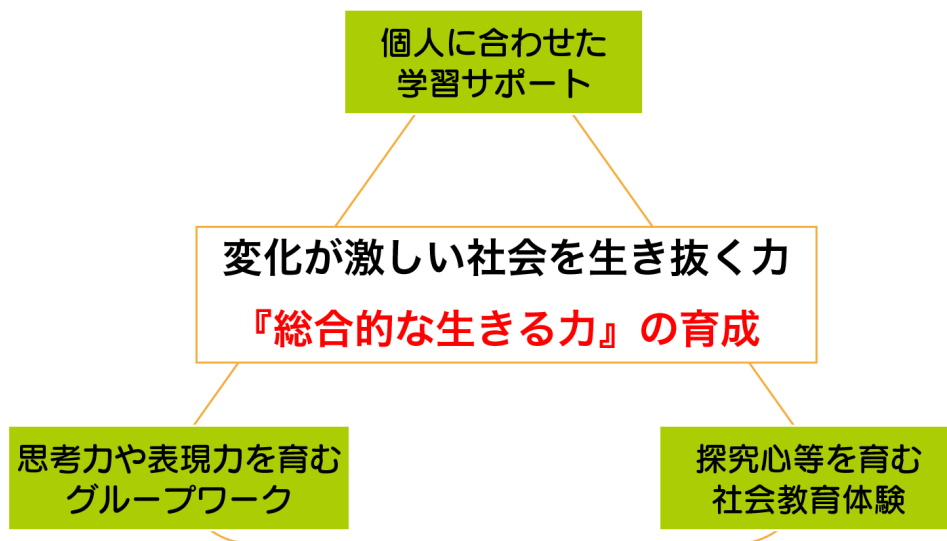 個人に合わせた
学習サポート
変化が激しい社会を生き抜く力
『総合的な生きる力』の育成
思考力や表現力を育む
グループワーク
探究心等を育む
社会教育体験